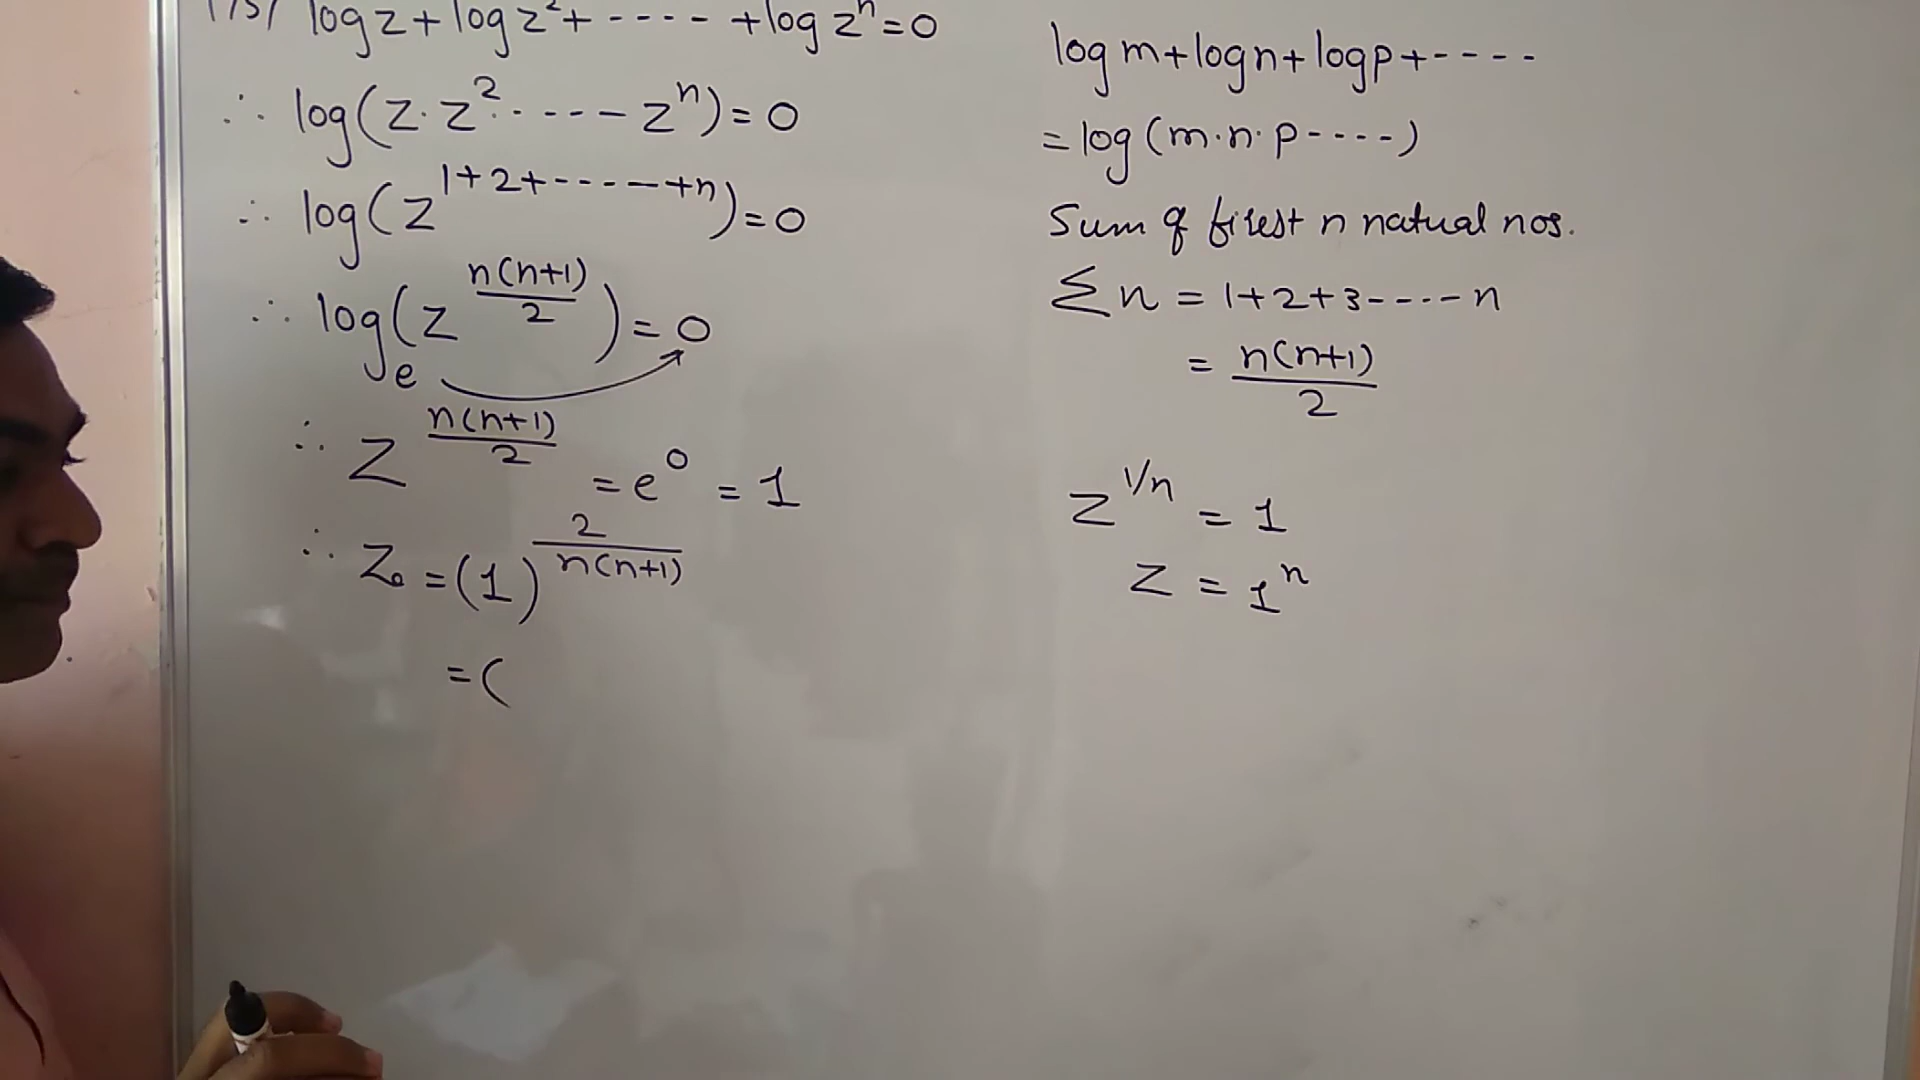 175) log z + log z² + ---- + log zⁿ = 0
∴ log(z·z²·---- zⁿ) = 0
∴ log(z^(1+2+-----+n)) = 0
∴ log_e(z^(n(n+1)/2)) = 0
∴ z^(n(n+1)/2) = e⁰ = 1
∴ z = (1)^(2/n(n+1))
= (
log m + log n + log p + ----
= log (m·n·p ----)
Sum of first n natual nos.
Σn = 1+2+3----n
= n(n+1)/2
z^(1/n) = 1
z = 1ⁿ